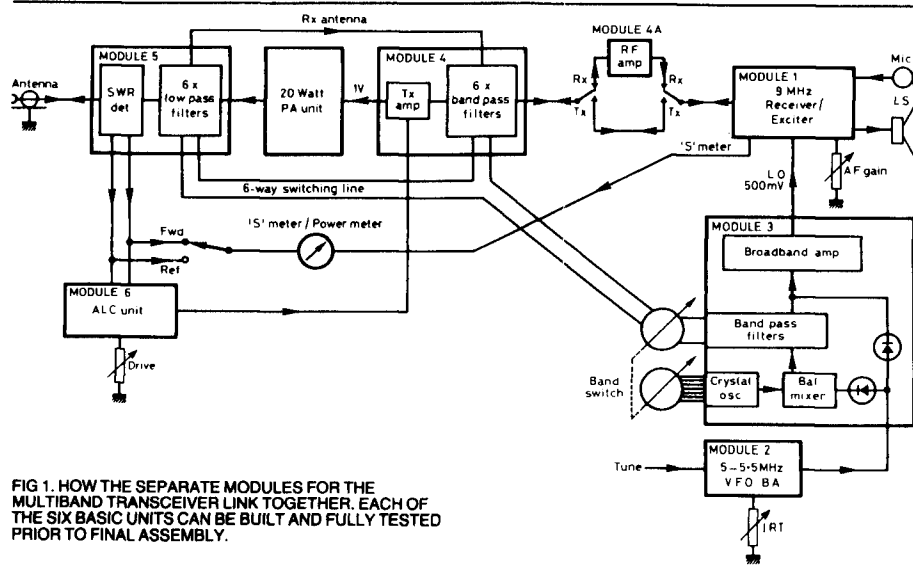 Rx antenna
MODULE 4A
RF
amp
Rx
Tx
Rx
Tx
MODULE 5
Antenna
SWR
det
6 x
low pass
filters
20 Watt
PA unit
1V
MODULE 4
Tx
amp
6 x
band pass
filters
MODULE 1
9 MHz
Receiver/
Exciter
Mic
LS
'S' meter
LO
500mV
AF gain
6-way switching line
'S' meter / Power meter
Fwd
Ref
MODULE 6
ALC unit
Drive
MODULE 3
Broadband amp
Band pass
filters
Band
switch
Crystal
osc
Bal
mixer
MODULE 2
5-5·5MHz
VFO BA
Tune
IRT
FIG 1. HOW THE SEPARATE MODULES FOR THE
MULTIBAND TRANSCEIVER LINK TOGETHER. EACH OF
THE SIX BASIC UNITS CAN BE BUILT AND FULLY TESTED
PRIOR TO FINAL ASSEMBLY.